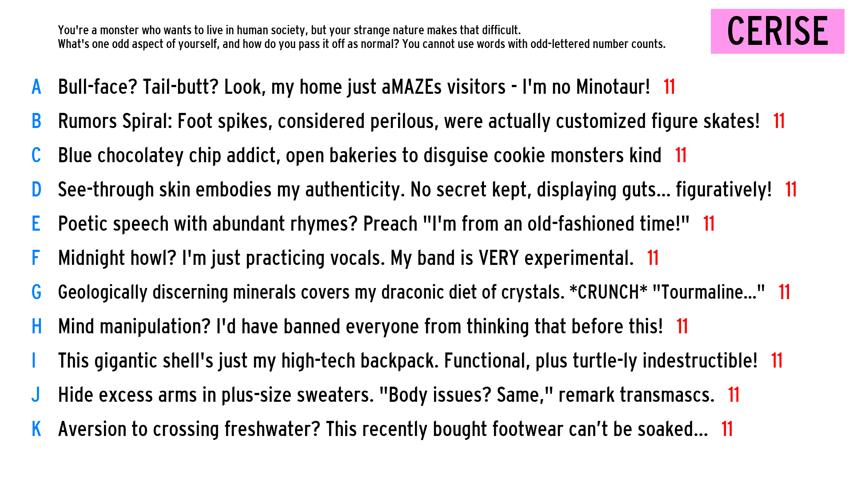 You're a monster who wants to live in human society, but your strange nature makes that difficult.
What's one odd aspect of yourself, and how do you pass it off as normal? You cannot use words with odd-lettered number counts.
CERISE
A Bull-face? Tail-butt? Look, my home just aMAZEs visitors - I'm no Minotaur! 11
B Rumors Spiral: Foot spikes, considered perilous, were actually customized figure skates! 11
C Blue chocolatey chip addict, open bakeries to disguise cookie monsters kind 11
D See-through skin embodies my authenticity. No secret kept, displaying guts... figuratively! 11
E Poetic speech with abundant rhymes? Preach "I'm from an old-fashioned time!" 11
F Midnight howl? I'm just practicing vocals. My band is VERY experimental. 11
G Geologically discerning minerals covers my draconic diet of crystals. *CRUNCH* "Tourmaline..." 11
H Mind manipulation? I'd have banned everyone from thinking that before this! 11
I This gigantic shell's just my high-tech backpack. Functional, plus turtle-ly indestructible! 11
J Hide excess arms in plus-size sweaters. "Body issues? Same," remark transmascs. 11
K Aversion to crossing freshwater? This recently bought footwear can’t be soaked... 11